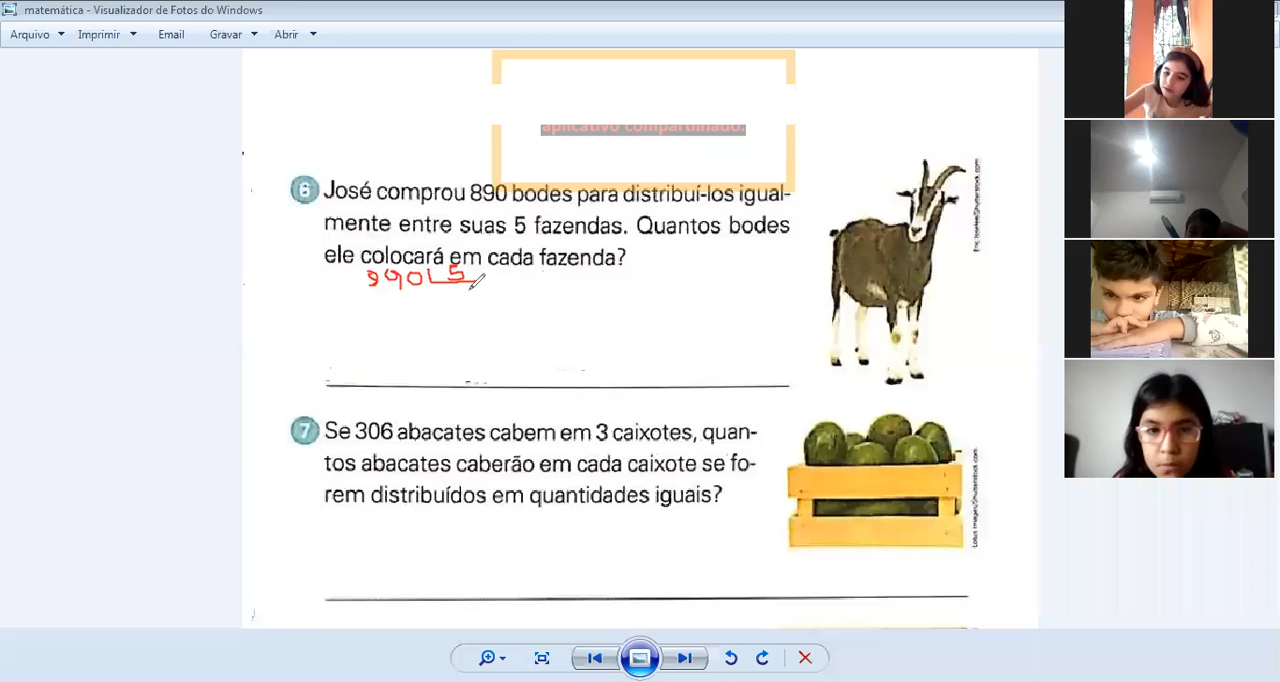 matemática - Visualizador de Fotos do Windows
Arquivo Imprimir Email Gravar Abrir
aplicativo compartilhado.
6 José comprou 890 bodes para distribuí-los igual-
mente entre suas 5 fazendas. Quantos bodes
ele colocará em cada fazenda?
890 5
7 Se 306 abacates cabem em 3 caixotes, quan-
tos abacates caberão em cada caixote se fo-
rem distribuídos em quantidades iguais?